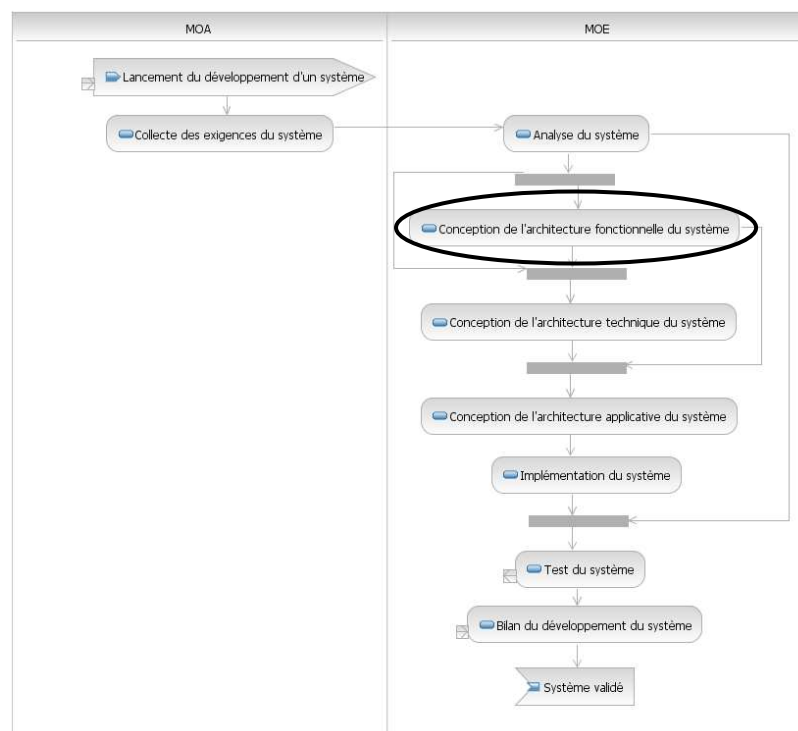 MOA
MOE
Lancement du développement d'un système
Collecte des exigences du système
Analyse du système
Conception de l'architecture fonctionnelle du système
Conception de l'architecture technique du système
Conception de l'architecture applicative du système
Implémentation du système
Test du système
Bilan du développement du système
Système validé